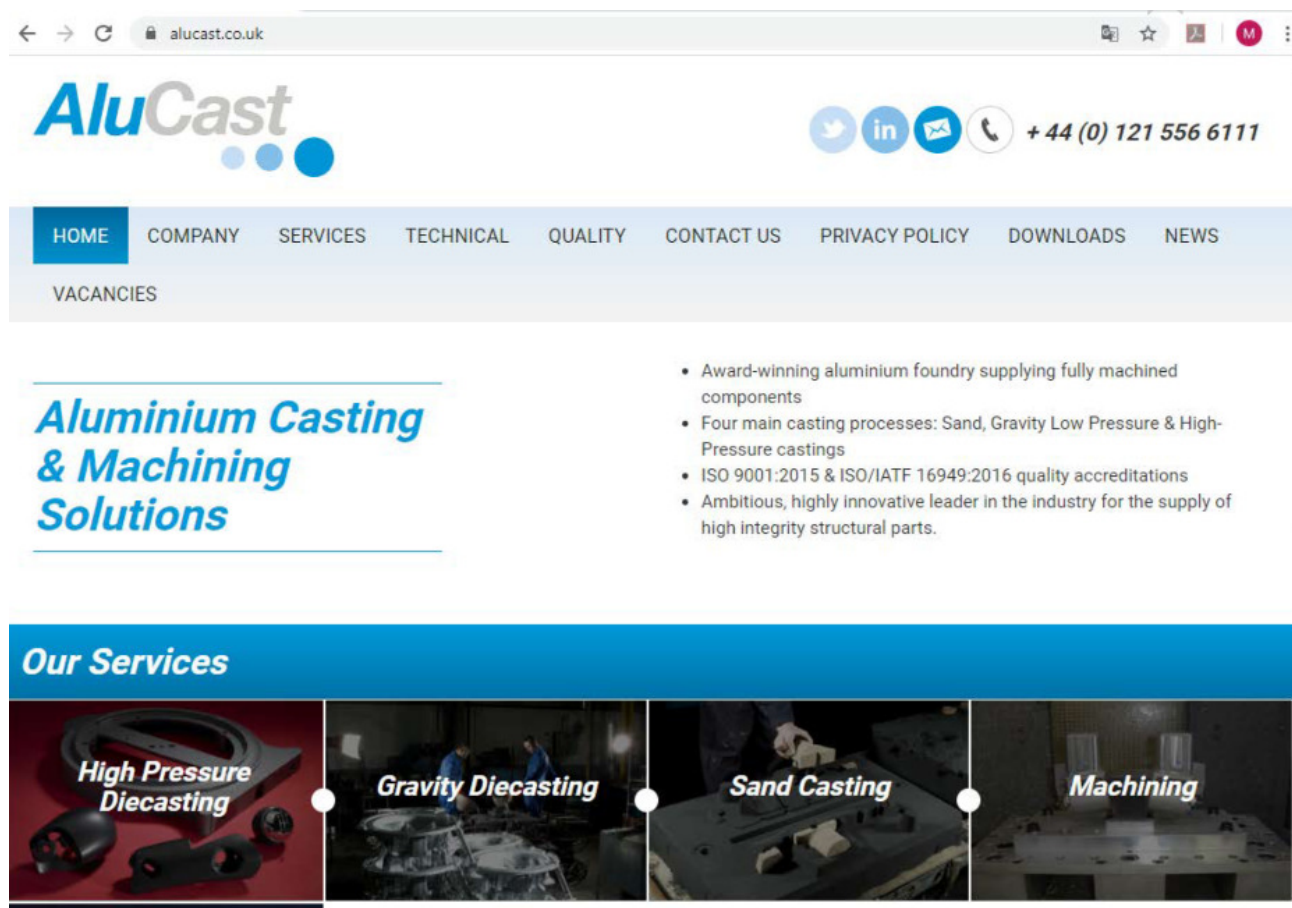 alucast.co.uk
M
AluCast
in
+ 44 (0) 121 556 6111
HOME COMPANY SERVICES TECHNICAL QUALITY CONTACT US PRIVACY POLICY DOWNLOADS NEWS
VACANCIES
Aluminium Casting
& Machining
Solutions
• Award-winning aluminium foundry supplying fully machined
components
• Four main casting processes: Sand, Gravity Low Pressure & High-
Pressure castings
• ISO 9001:2015 & ISO/IATF 16949:2016 quality accreditations
• Ambitious, highly innovative leader in the industry for the supply of
high integrity structural parts.
Our Services
High Pressure
Diecasting
Gravity Diecasting
Sand Casting
Machining